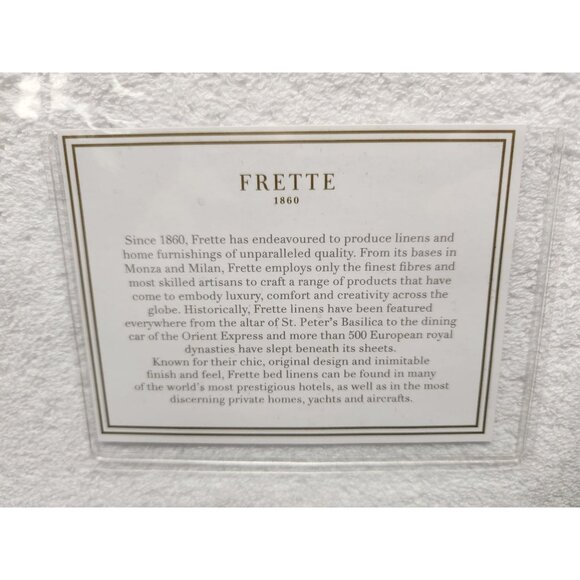 FRETTE
1860
Since 1860, Frette has endeavoured to produce linens and
home furnishings of unparalleled quality. From its bases in
Monza and Milan, Frette employs only the finest fibres and
most skilled artisans to craft a range of products that have
come to embody luxury, comfort and creativity across the
globe. Historically, Frette linens have been featured
everywhere from the altar of St. Peter's Basilica to the dining
car of the Orient Express and more than 500 European royal
dynasties have slept beneath its sheets.
Known for their chic, original design and inimitable
finish and feel, Frette bed linens can be found in many
of the world's most prestigious hotels, as well as in the most
discerning private homes, yachts and aircrafts.